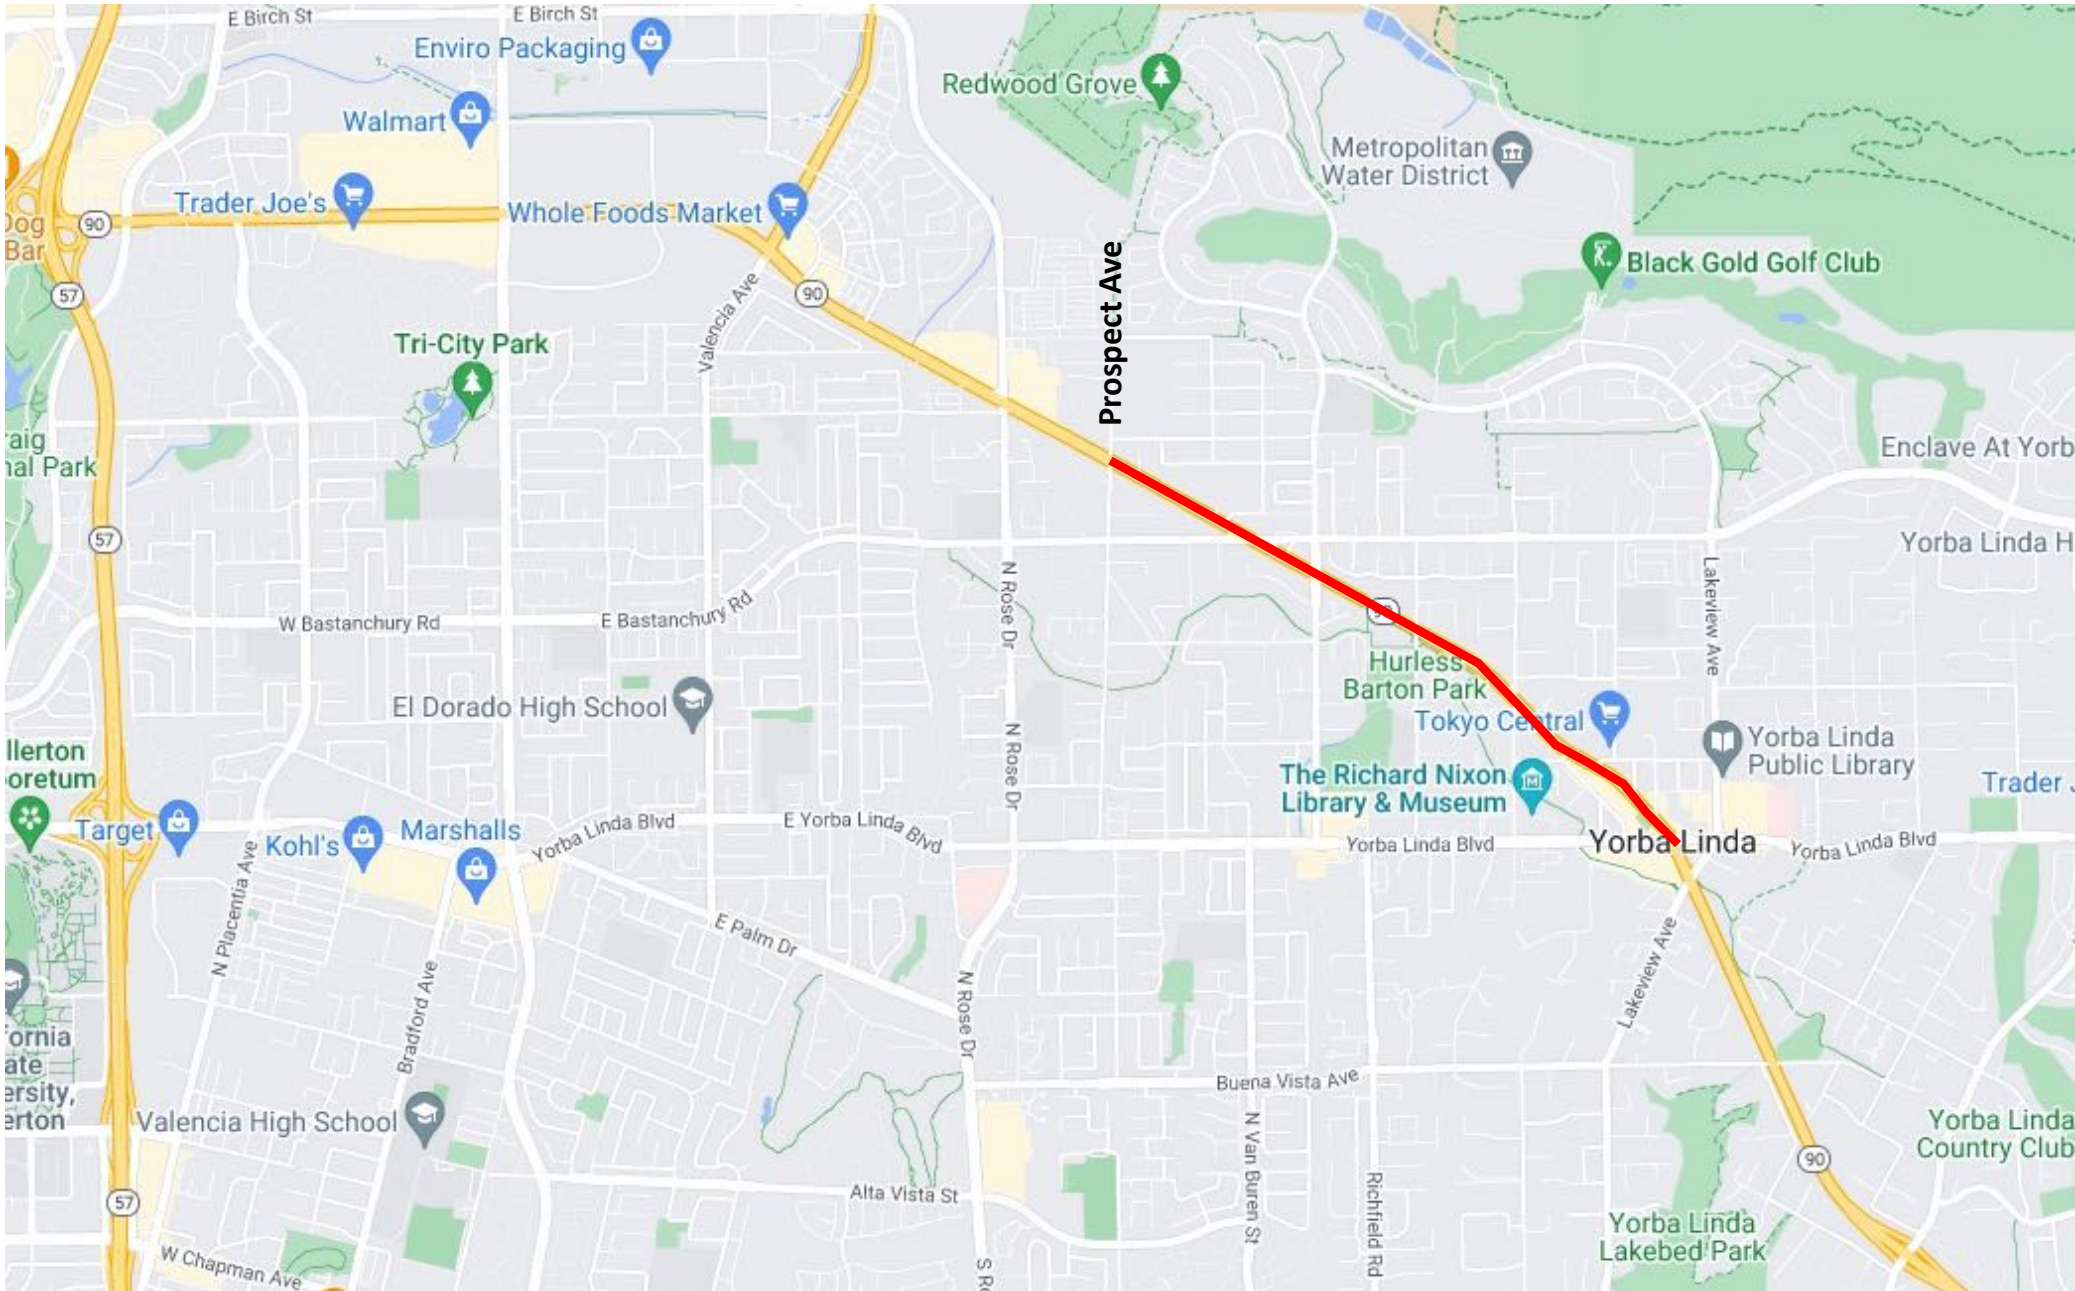 E Birch St
E Birch St
Enviro Packaging
Redwood Grove
Walmart
Metropolitan
Water District
Trader Joe's
Whole Foods Market
90
Dog
Bar
Prospect Ave
Black Gold Golf Club
57
90
Valencia Ave
Tri-City Park
aig
nal Park
Enclave At Yorb
57
Yorba Linda H
N Rose Dr
Lakeview Ave
W Bastanchury Rd
E Bastanchury Rd
Hurless
Barton Park
El Dorado High School
Tokyo Central
N Rose Dr
Yorba Linda
Public Library
llerton
boretum
The Richard Nixon
Library & Museum
Trader J
Target
Kohl's
Marshalls
Yorba Linda Blvd
E Yorba Linda Blvd
Yorba Linda Blvd
Yorba Linda
Yorba Linda Blvd
N Placentia Ave
E Palm Dr
Bradford Ave
N Rose Dr
Lakeview Ave
fornia
ate
ersity,
erton
Buena Vista Ave
Valencia High School
N Van Buren St
Yorba Linda
Country Club
90
57
Alta Vista St
Richfield Rd
Yorba Linda
Lakebed Park
W Chapman Ave
S Ro